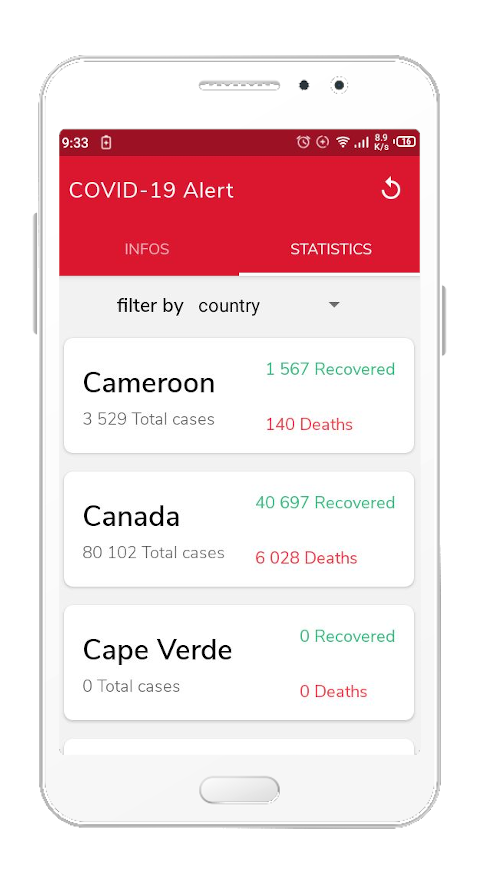 9:33 8.9 K/s 16
COVID-19 Alert
INFOS STATISTICS
filter by country
Cameroon
3 529 Total cases
1 567 Recovered
140 Deaths
Canada
80 102 Total cases
40 697 Recovered
6 028 Deaths
Cape Verde
0 Total cases
0 Recovered
0 Deaths